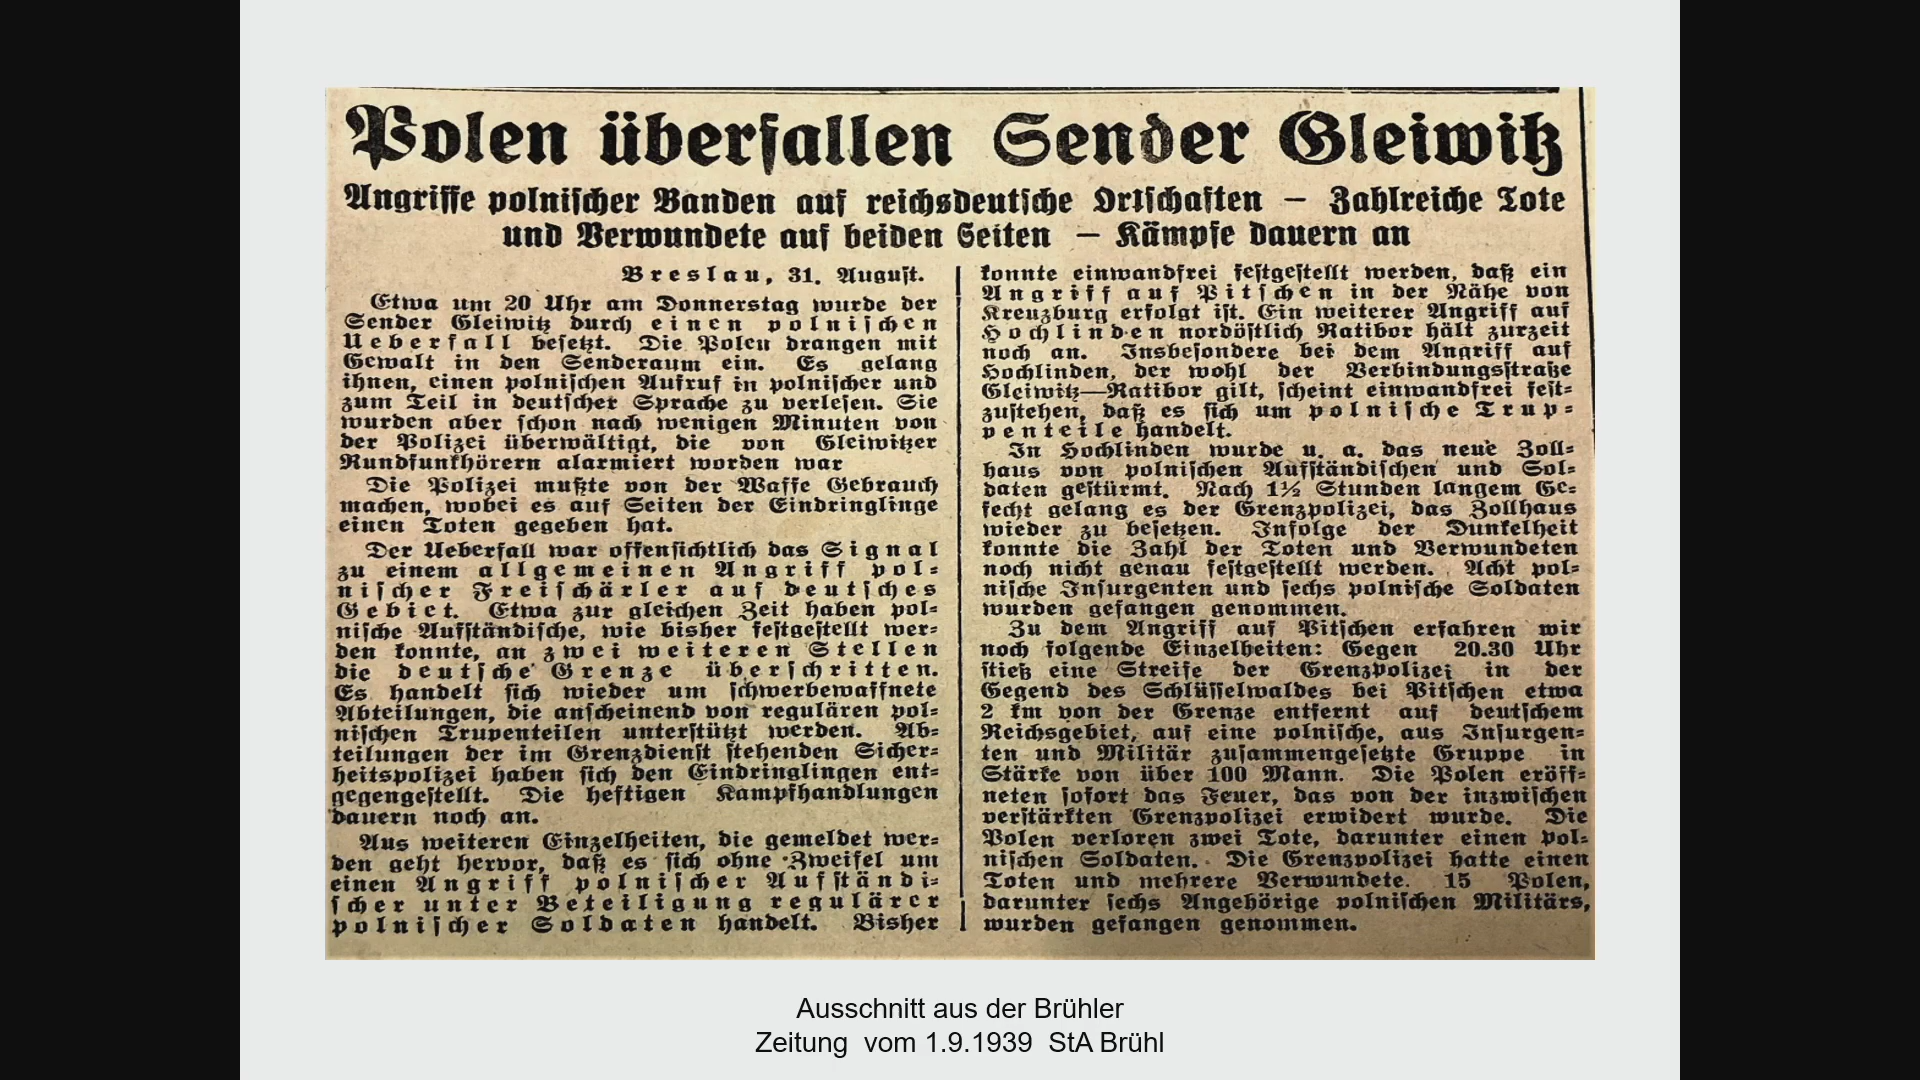 Polen überfallen Sender Gleiwitz
Angriffe polnischer Banden auf reichsdeutsche Ortschaften — Zahlreiche Tote
und Verwundete auf beiden Seiten — Kämpfe dauern an
Breslau, 31. August.
Etwa um 20 Uhr am Donnerstag wurde der
Sender Gleiwitz durch einen polnischen
Ueberfall besetzt. Die Polen drangen mit
Gewalt in den Senderaum ein. Es gelang
ihnen, einen polnischen Aufruf in polnischer und
zum Teil in deutscher Sprache zu verlesen. Sie
wurden aber schon nach wenigen Minuten von
der Polizei überwältigt, die von Gleiwitzer
Rundfunkhörern alarmiert worden war
Die Polizei mußte von der Waffe Gebrauch
machen, wobei es auf Seiten der Eindringlinge
einen Toten gegeben hat.
Der Ueberfall war offensichtlich das Signal
zu einem allgemeinen Angriff pol-
nischer Freischärler auf deutsches
Gebiet. Etwa zur gleichen Zeit haben pol-
nische Aufständische, wie bisher festgestellt wer-
den konnte, an zwei weiteren Stellen
die deutsche Grenze überschritten.
Es handelt sich wieder um schwerbewaffnete
Abteilungen, die anscheinend von regulären pol-
nischen Trupenteilen unterstützt werden. Ab-
teilungen der im Grenzdienst stehenden Sicher-
heitspolizei haben sich den Eindringlingen ent-
gegengestellt. Die heftigen Kampfhandlungen
dauern noch an.
Aus weiteren Einzelheiten, die gemeldet wer-
den geht hervor, daß es sich ohne Zweifel um
einen Angriff polnischer Aufständi-
scher unter Beteiligung regulärer
polnischer Soldaten handelt. Bisher
konnte einwandfrei festgestellt werden, daß ein
Angriff auf Pitschen in der Nähe von
Kreuzburg erfolgt ist. Ein weiterer Angriff auf
Hochlinden nordöstlich Ratibor hält zurzeit
noch an. Insbesondere bei dem Angriff auf
Hochlinden, der wohl der Verbindungsstraße
Gleiwitz—Ratibor gilt, scheint einwandfrei fest-
zustehen, daß es sich um polnische Trup-
penteile handelt.
In Hochlinden wurde u. a. das neue Zoll-
haus von polnischen Aufständischen und Sol-
daten gestürmt. Nach 1½ Stunden langem Ge-
fecht gelang es der Grenzpolizei, das Zollhaus
wieder zu besetzen. Infolge der Dunkelheit
konnte die Zahl der Toten und Verwundeten
noch nicht genau festgestellt werden. Acht pol-
nische Insurgenten und sechs polnische Soldaten
wurden gefangen genommen.
Zu dem Angriff auf Pitschen erfahren wir
noch folgende Einzelheiten: Gegen 20.30 Uhr
stieß eine Streife der Grenzpolizei in der
Gegend des Schlüsselwaldes bei Pitschen etwa
2 km von der Grenze entfernt auf deutschem
Reichsgebiet, auf eine polnische, aus Insurgen-
ten und Militär zusammengesetzte Gruppe in
Stärke von über 100 Mann. Die Polen eröff-
neten sofort das Feuer, das von der inzwischen
verstärkten Grenzpolizei erwidert wurde. Die
Polen verloren zwei Tote, darunter einen pol-
nischen Soldaten. Die Grenzpolizei hatte einen
Toten und mehrere Verwundete. 15 Polen,
darunter sechs Angehörige polnischen Militärs,
wurden gefangen genommen.
Ausschnitt aus der Brühler
Zeitung vom 1.9.1939 StA Brühl